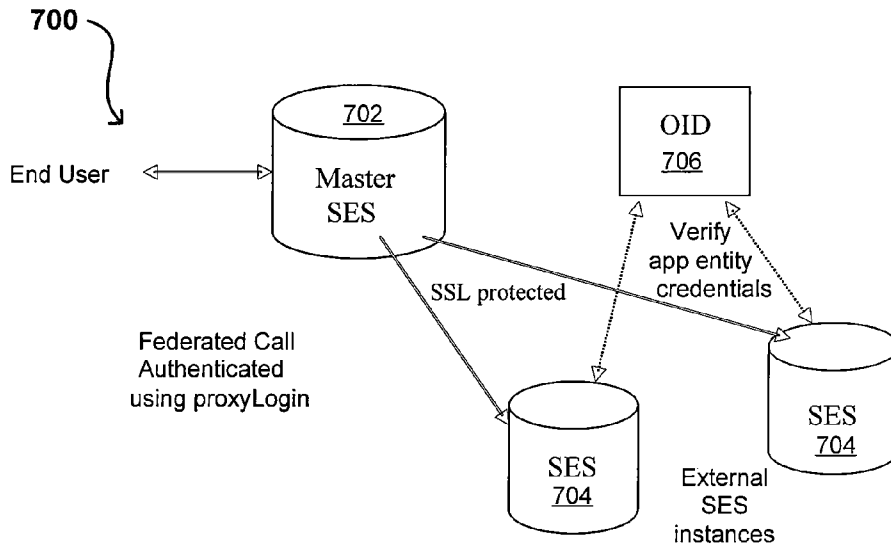 700
End User
702
Master
SES
OID
706
Verify
app entity
credentials
SSL protected
Federated Call
Authenticated
using proxyLogin
SES
704
SES
704
External
SES
instances